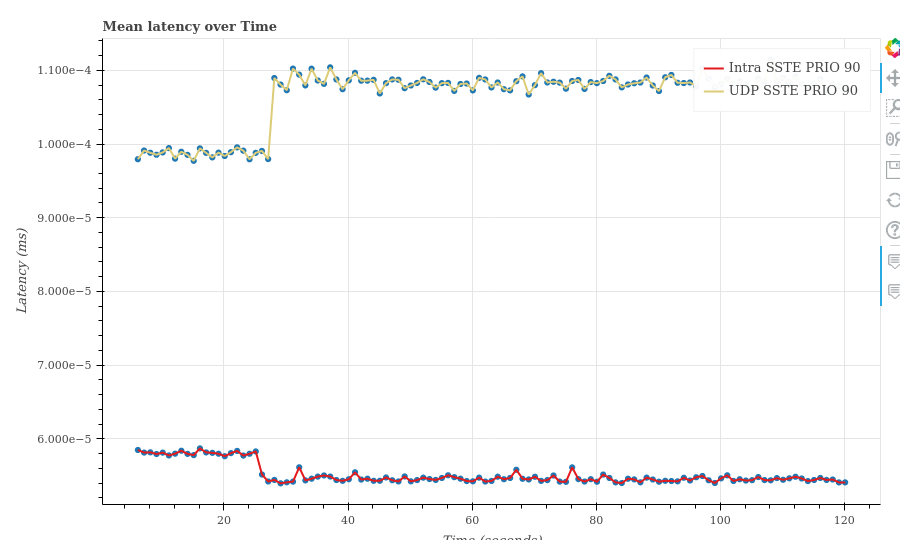 Mean latency over Time
1.100e−4
1.000e−4
9.000e−5
8.000e−5
7.000e−5
6.000e−5
Latency (ms)
Intra SSTE PRIO 90
UDP SSTE PRIO 90
20 40 60 80 100 120
Time (seconds)